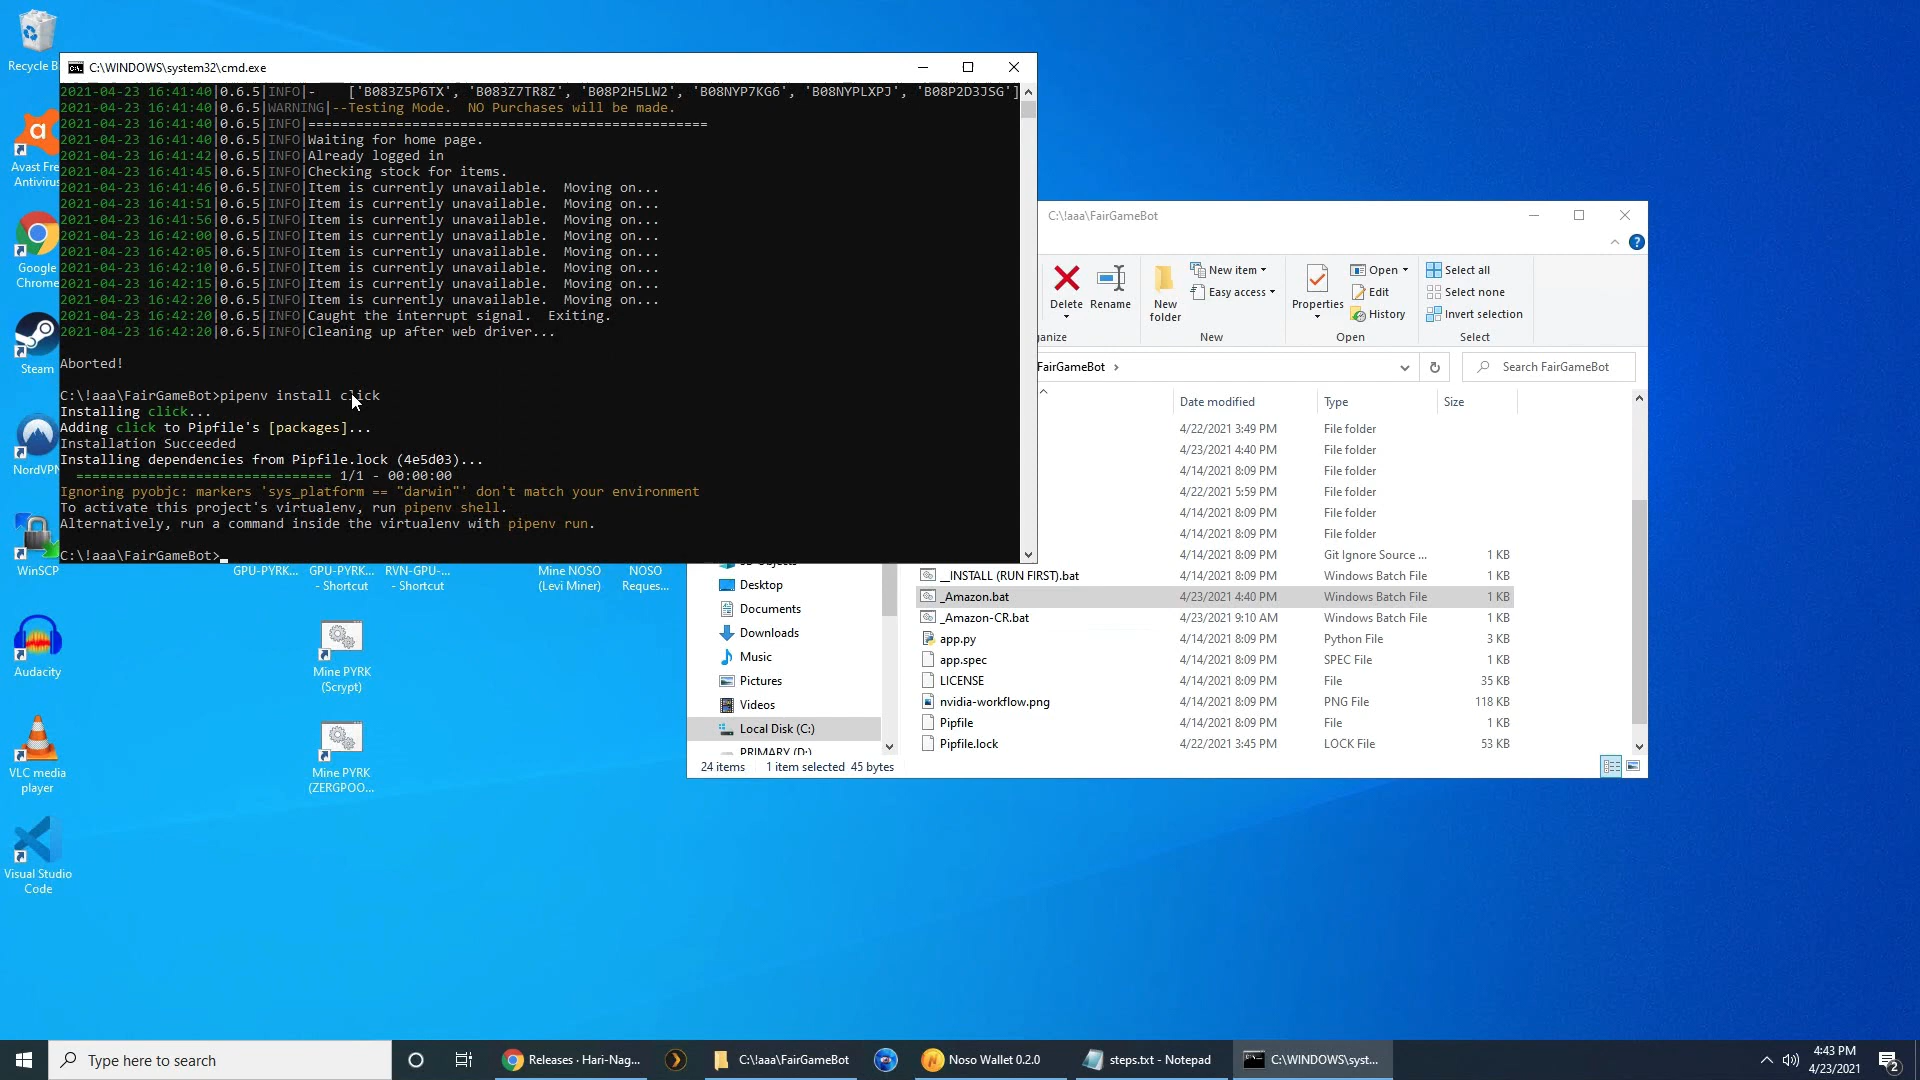 Recycle B
Avast Fre
Antivirus
Google
Chrome
Steam
NordVPN
WinSCP
Audacity
VLC media
player
Visual Studio
Code
C:\WINDOWS\system32\cmd.exe
2021-04-23 16:41:40|0.6.5|INFO|-    ['B083Z5P6TX', 'B083Z7TR8Z', 'B08P2H5LW2', 'B08NYP7KG6', 'B08NYPLXPJ', 'B08P2D3JSG']
2021-04-23 16:41:40|0.6.5|WARNING|--Testing Mode.  NO Purchases will be made.
2021-04-23 16:41:40|0.6.5|INFO|==================================================
2021-04-23 16:41:40|0.6.5|INFO|Waiting for home page.
2021-04-23 16:41:42|0.6.5|INFO|Already logged in
2021-04-23 16:41:45|0.6.5|INFO|Checking stock for items.
2021-04-23 16:41:46|0.6.5|INFO|Item is currently unavailable.  Moving on...
2021-04-23 16:41:51|0.6.5|INFO|Item is currently unavailable.  Moving on...
2021-04-23 16:41:56|0.6.5|INFO|Item is currently unavailable.  Moving on...
2021-04-23 16:42:00|0.6.5|INFO|Item is currently unavailable.  Moving on...
2021-04-23 16:42:05|0.6.5|INFO|Item is currently unavailable.  Moving on...
2021-04-23 16:42:10|0.6.5|INFO|Item is currently unavailable.  Moving on...
2021-04-23 16:42:15|0.6.5|INFO|Item is currently unavailable.  Moving on...
2021-04-23 16:42:20|0.6.5|INFO|Item is currently unavailable.  Moving on...
2021-04-23 16:42:20|0.6.5|INFO|Caught the interrupt signal.  Exiting.
2021-04-23 16:42:20|0.6.5|INFO|Cleaning up after web driver...
Aborted!
C:\!aaa\FairGameBot>pipenv install click
Installing click...
Adding click to Pipfile's [packages]...
Installation Succeeded
Installing dependencies from Pipfile.lock (4e5d03)...
================================ 1/1 - 00:00:00
Ignoring pyobjc: markers 'sys_platform == "darwin"' don't match your environment
To activate this project's virtualenv, run pipenv shell.
Alternatively, run a command inside the virtualenv with pipenv run.
C:\!aaa\FairGameBot>
GPU-PYRK...
GPU-PYRK...
- Shortcut
RVN-GPU-...
- Shortcut
Mine NOSO
(Levi Miner)
NOSO
Reques...
Mine PYRK
(Scrypt)
Mine PYRK
(ZERGPOO...
C:\!aaa\FairGameBot
Delete
Rename
New
folder
New item
Easy access
Properties
Open
Edit
History
Select all
Select none
Invert selection
anize
New
Open
Select
FairGameBot
Search FairGameBot
Date modified Type Size
4/22/2021 3:49 PM File folder
4/23/2021 4:40 PM File folder
4/14/2021 8:09 PM File folder
4/22/2021 5:59 PM File folder
4/14/2021 8:09 PM File folder
4/14/2021 8:09 PM File folder
4/14/2021 8:09 PM Git Ignore Source ... 1 KB
__INSTALL (RUN FIRST).bat 4/14/2021 8:09 PM Windows Batch File 1 KB
_Amazon.bat 4/23/2021 4:40 PM Windows Batch File 1 KB
_Amazon-CR.bat 4/23/2021 9:10 AM Windows Batch File 1 KB
app.py 4/14/2021 8:09 PM Python File 3 KB
app.spec 4/14/2021 8:09 PM SPEC File 1 KB
LICENSE 4/14/2021 8:09 PM File 35 KB
nvidia-workflow.png 4/14/2021 8:09 PM PNG File 118 KB
Pipfile 4/14/2021 8:09 PM File 1 KB
Pipfile.lock 4/22/2021 3:45 PM LOCK File 53 KB
3D Objects
Desktop
Documents
Downloads
Music
Pictures
Videos
Local Disk (C:)
PRIMARY (D:)
24 items 1 item selected 45 bytes
Type here to search
Releases · Hari-Nag...
C:\!aaa\FairGameBot
Noso Wallet 0.2.0
steps.txt - Notepad
C:\WINDOWS\syst...
4:43 PM
4/23/2021
2